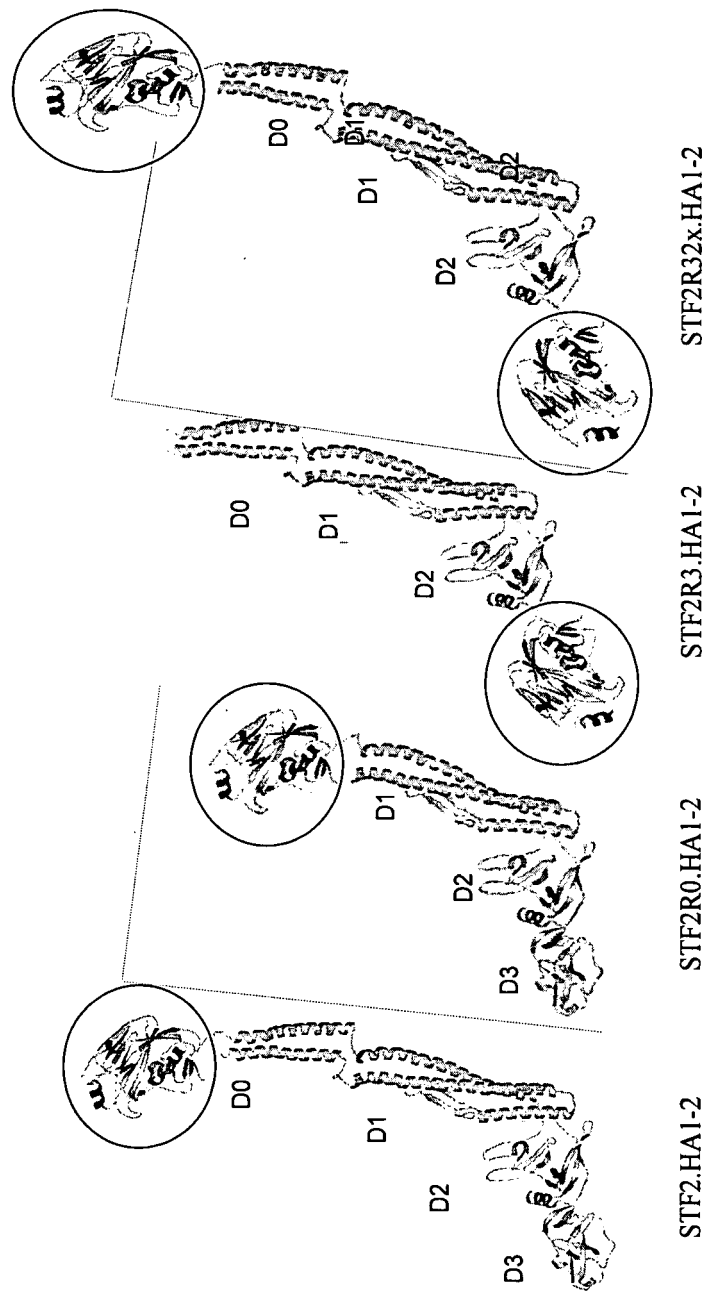 D0
D1
D2
D3
STF2.HA1-2
D1
D2
D3
STF2R0.HA1-2
D0
D1
D2
STF2R3.HA1-2
D0
D1
D1
D2
D2
STF2R32x.HA1-2